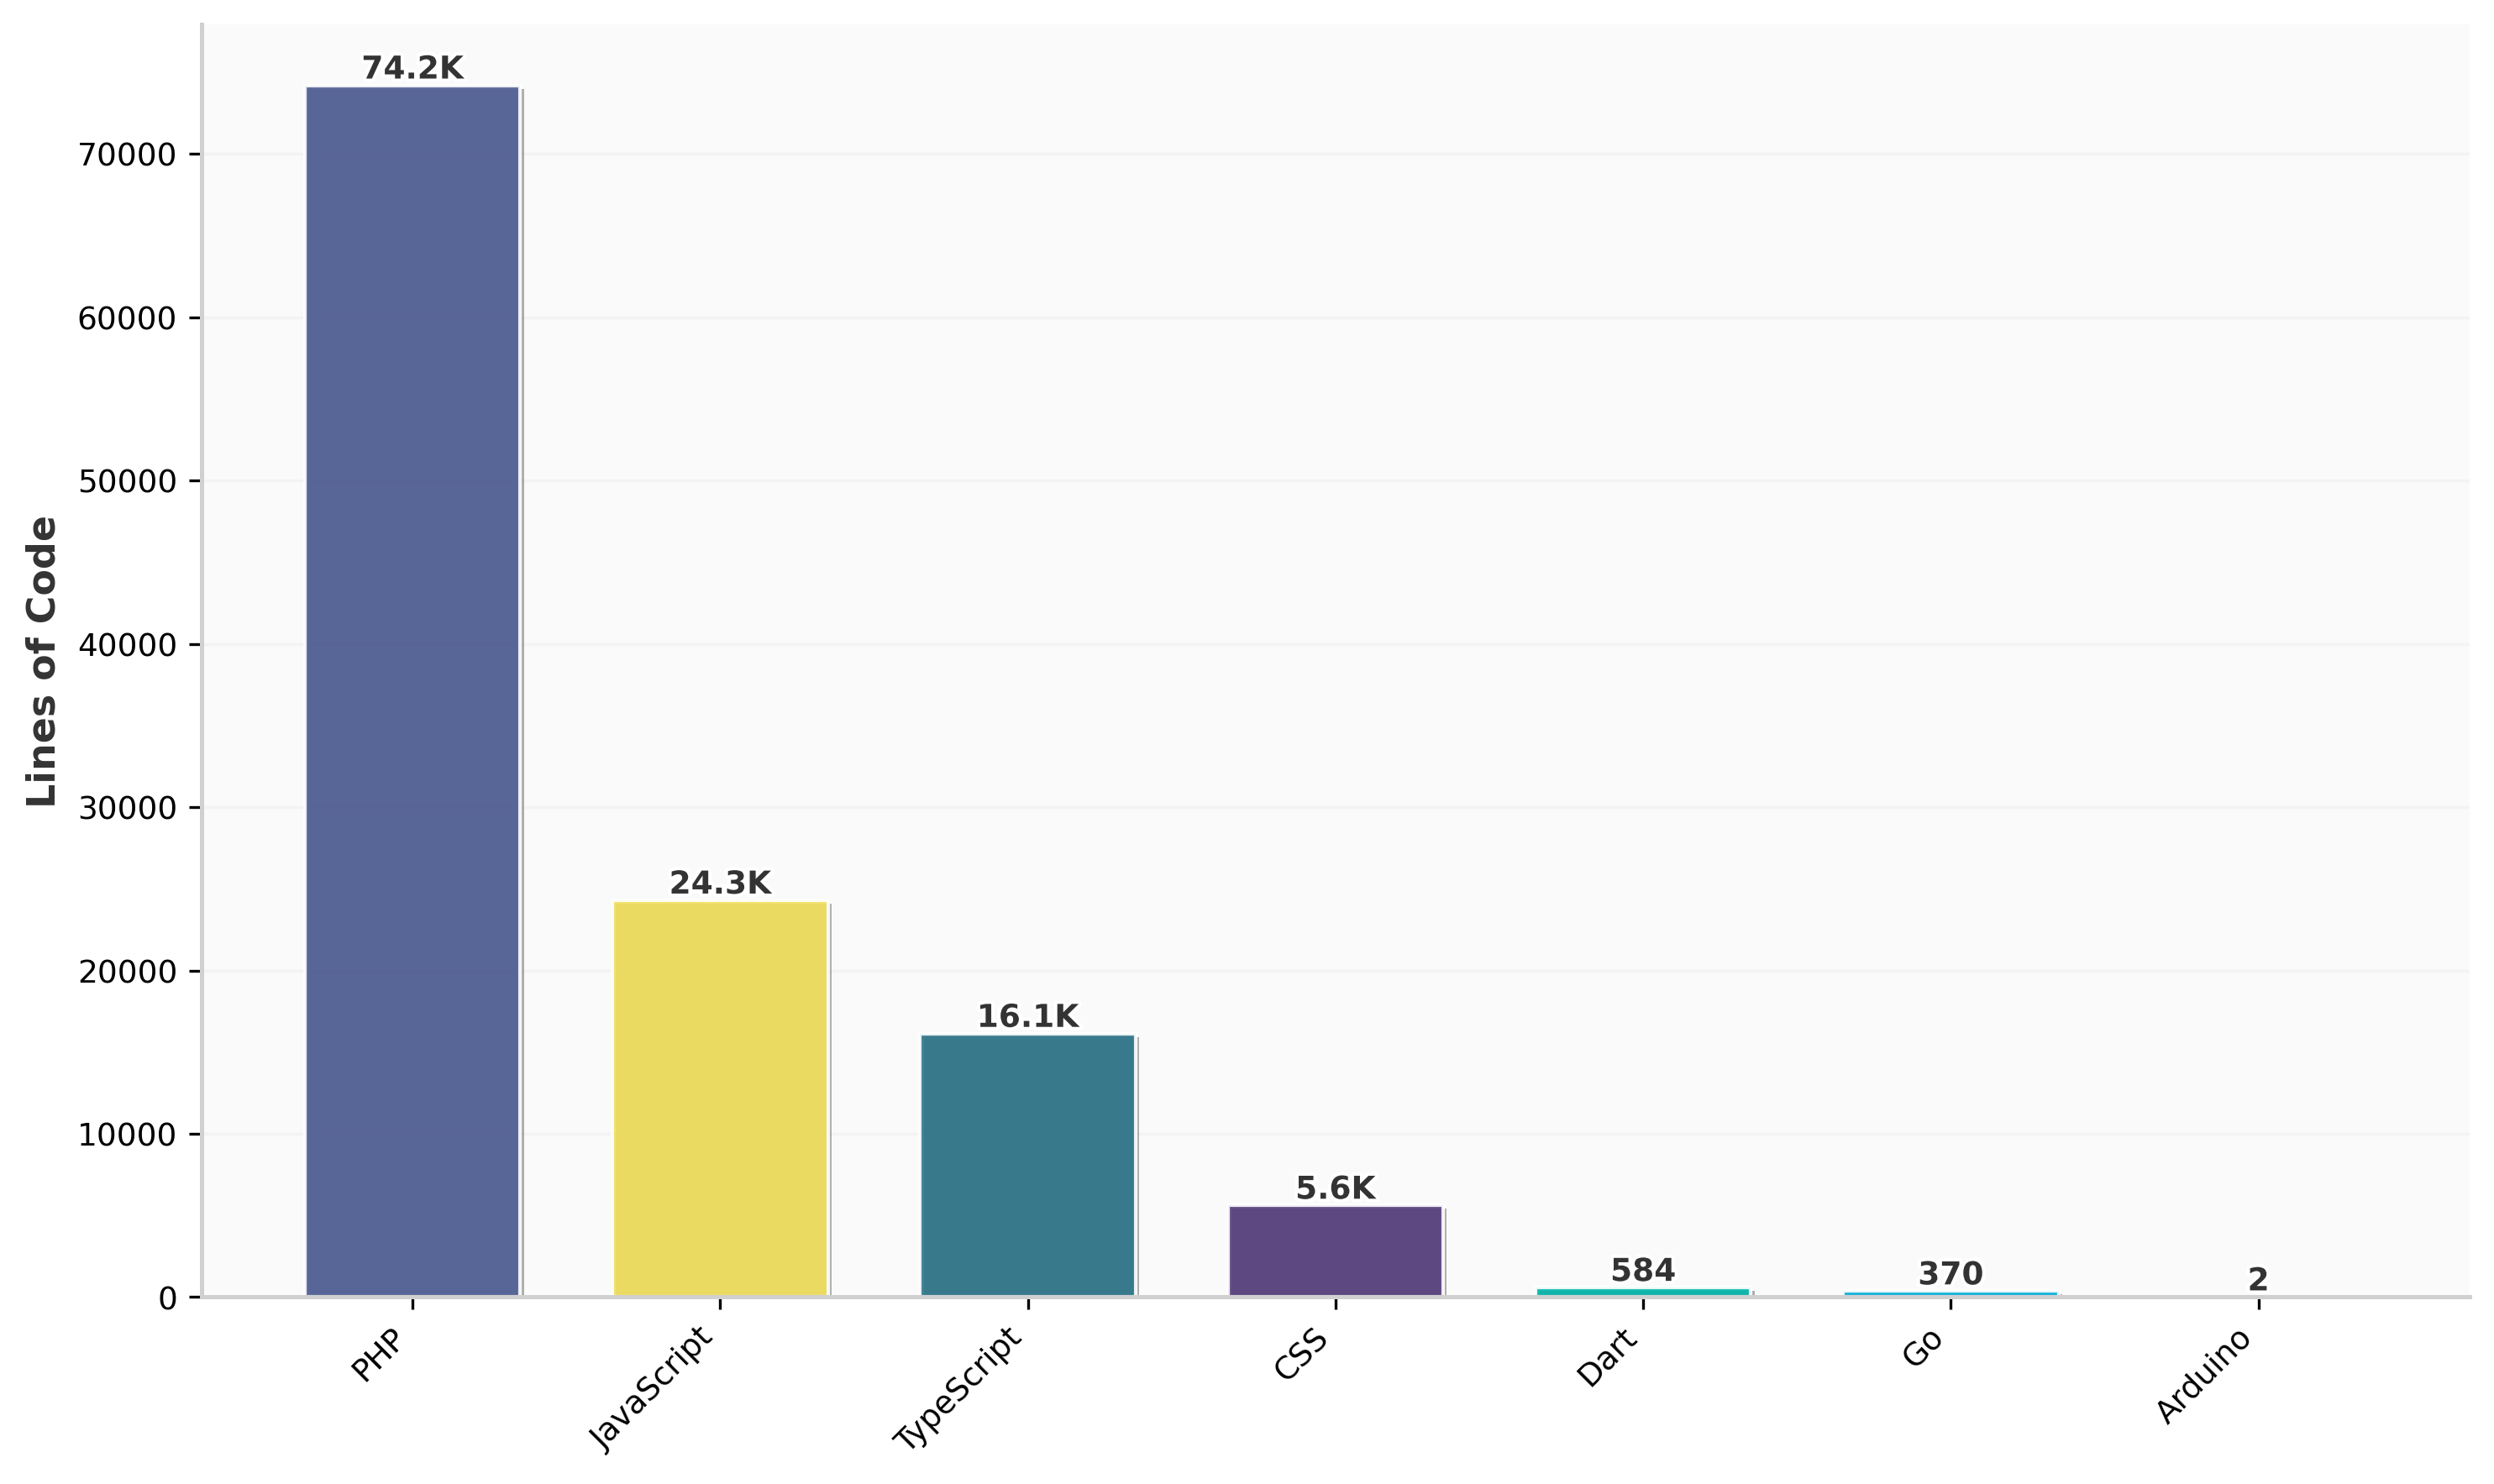 Lines of Code
70000
60000
50000
40000
30000
20000
10000
0
74.2K
24.3K
16.1K
5.6K
584
370
2
PHP
JavaScript
TypeScript
CSS
Dart
Go
Arduino